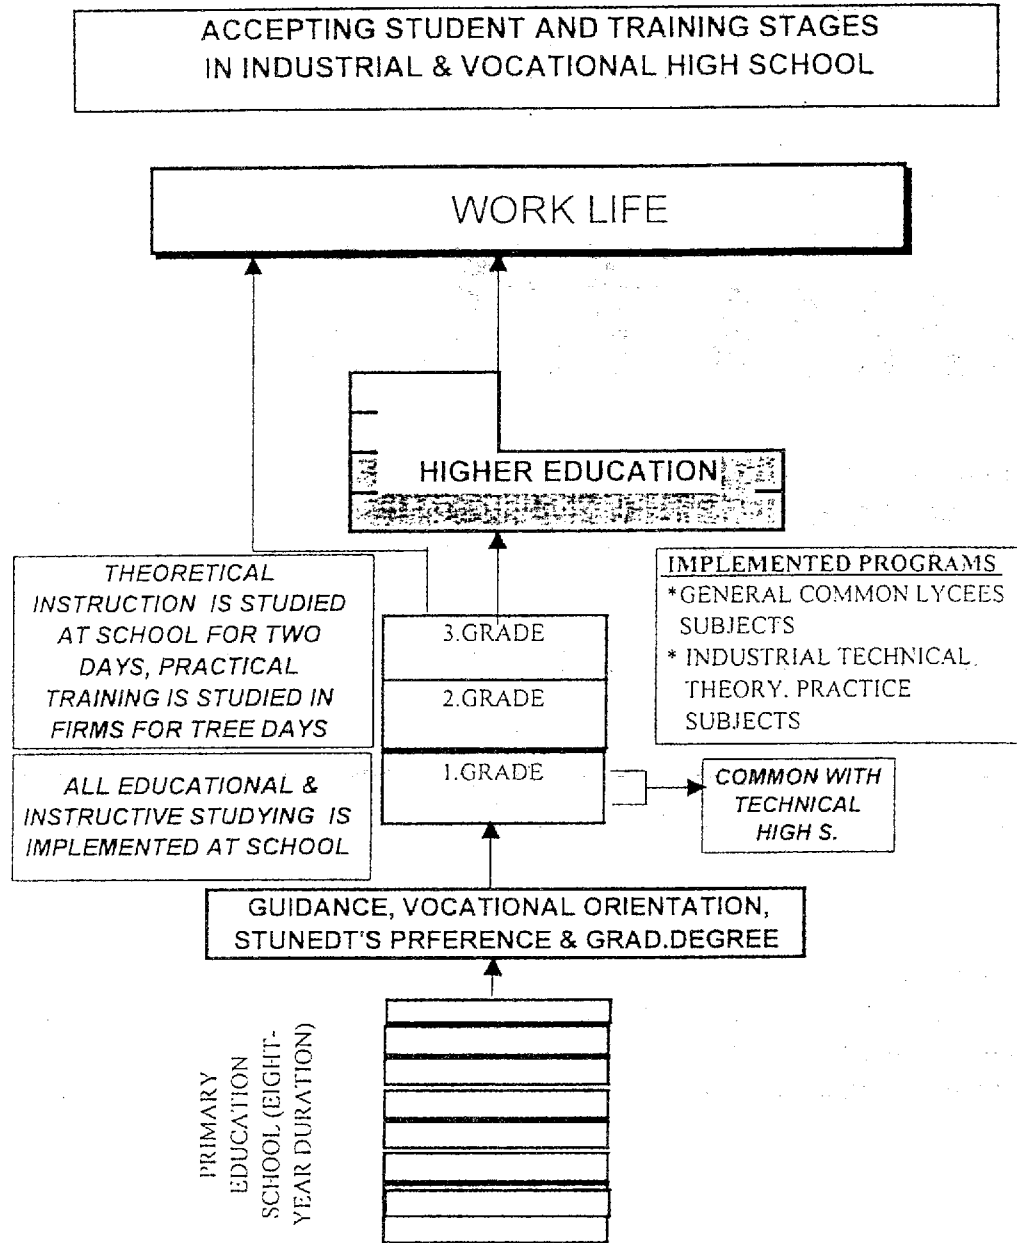 ACCEPTING STUDENT AND TRAINING STAGES
IN INDUSTRIAL & VOCATIONAL HIGH SCHOOL
WORK LIFE
HIGHER EDUCATION
THEORETICAL
INSTRUCTION IS STUDIED
AT SCHOOL FOR TWO
DAYS, PRACTICAL
TRAINING IS STUDIED IN
FIRMS FOR TREE DAYS
3.GRADE
2.GRADE
1.GRADE
IMPLEMENTED PROGRAMS
*GENERAL COMMON LYCEES
SUBJECTS
* INDUSTRIAL TECHNICAL,
THEORY. PRACTICE
SUBJECTS
ALL EDUCATIONAL &
INSTRUCTIVE STUDYING IS
IMPLEMENTED AT SCHOOL
COMMON WITH
TECHNICAL
HIGH S.
GUIDANCE, VOCATIONAL ORIENTATION,
STUNEDT'S PRFERENCE & GRAD.DEGREE
PRIMARY
EDUCATION
SCHOOL (EIGHT-
YEAR DURATION)